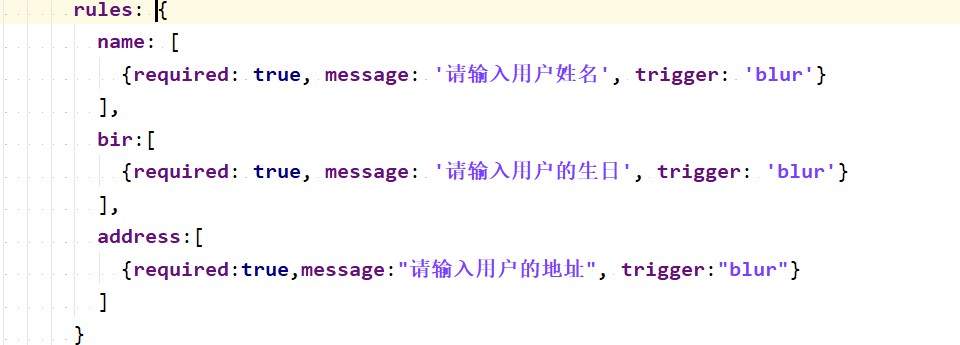 rules: {
name: [
{required: true, message: '请输入用户姓名', trigger: 'blur'}
],
bir:[
{required: true, message: '请输入用户的生日', trigger: 'blur'}
],
address:[
{required:true,message:"请输入用户的地址", trigger:"blur"}
]
}